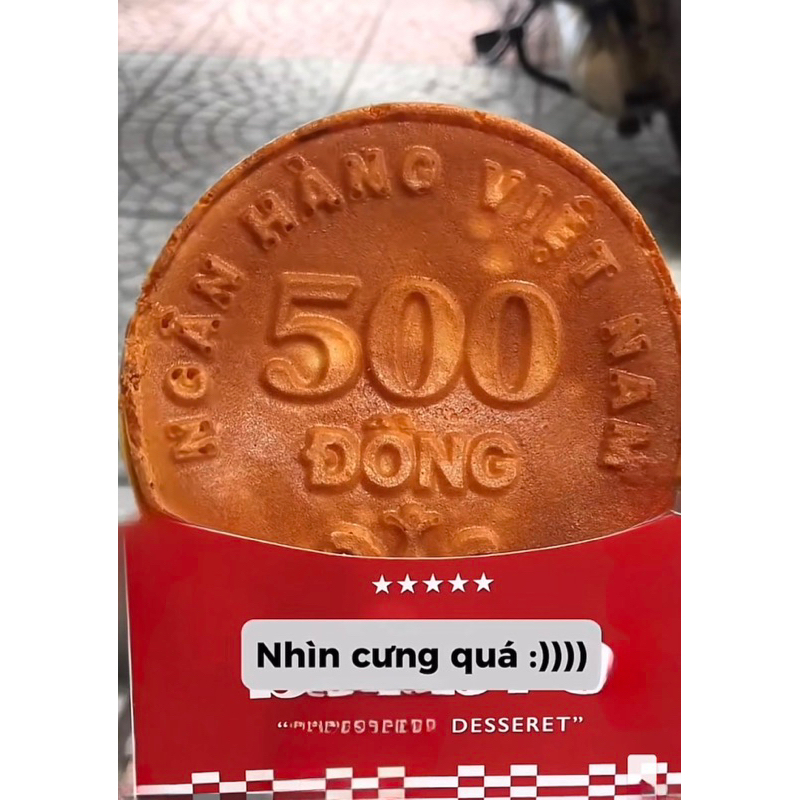 NGÂN HÀNG VIỆT NAM
500
ĐỒNG
★★★★★
Nhìn cưng quá :))))
DESSERET”